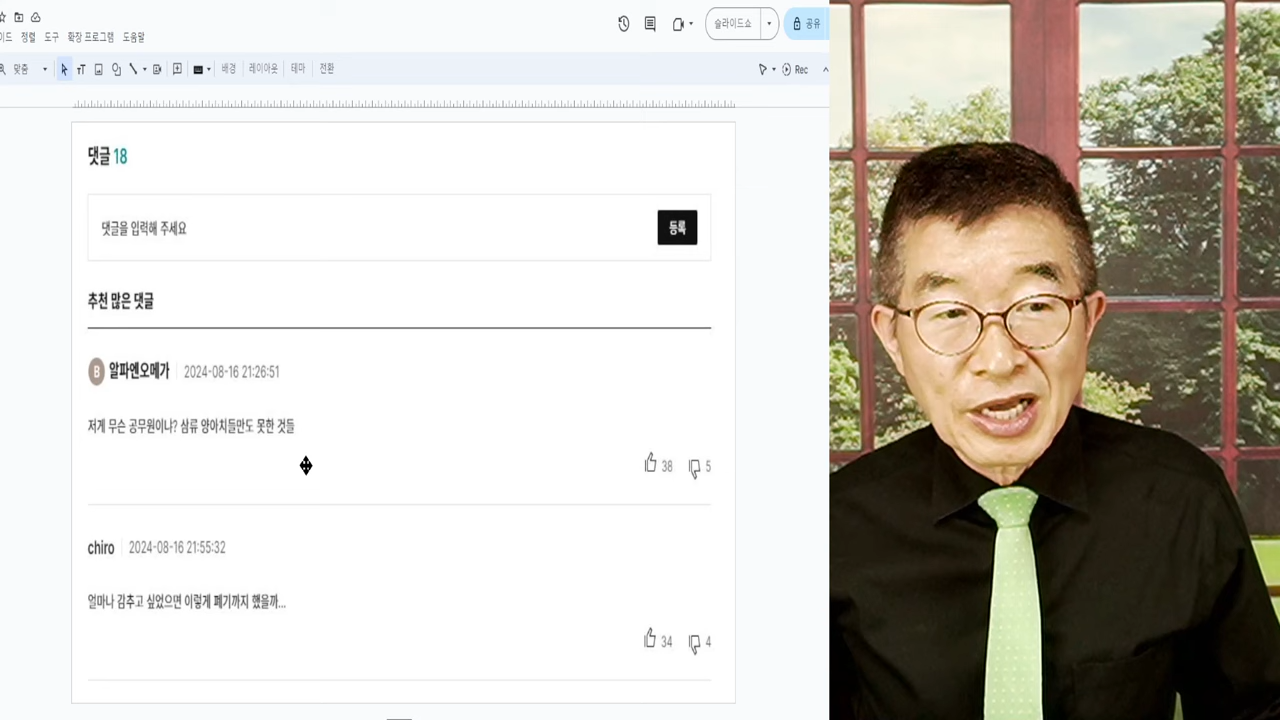 이드 정렬 도구 확장 프로그램 도움말
슬라이드쇼
공유
맞춤
배경 레이아웃 테마 전환
Rec
댓글 18
댓글을 입력해 주세요
등록
추천 많은 댓글
B 알파엔오메가 2024-08-16 21:26:51
저게 무슨 공무원이냐? 삼류 양아치들만도 못한 것들
38 5
chiro 2024-08-16 21:55:32
얼마나 감추고 싶었으면 이렇게 폐기까지 했을까...
34 4